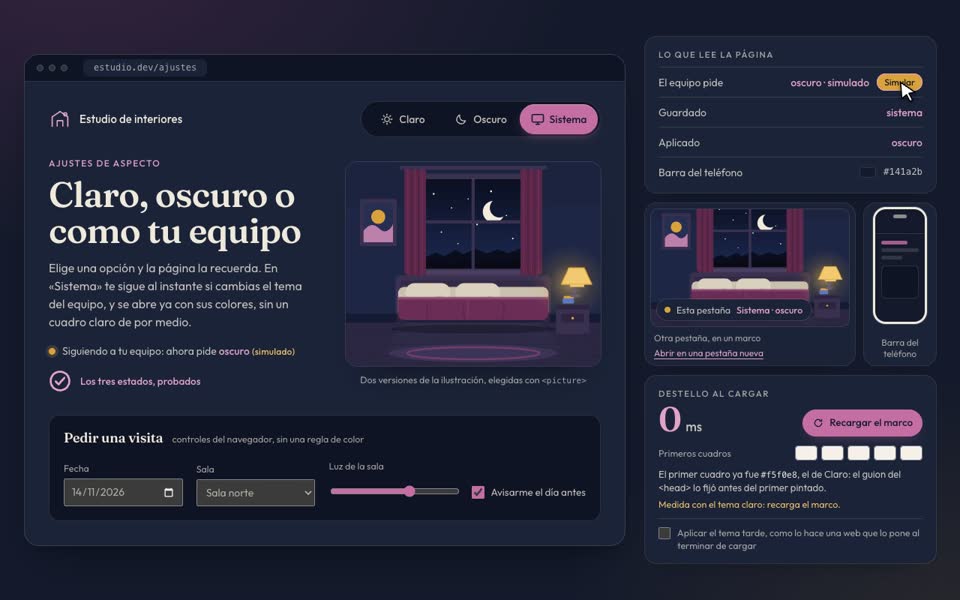 estudio.dev/ajustes
Estudio de interiores
Claro
Oscuro
Sistema
AJUSTES DE ASPECTO
Claro, oscuro o
como tu equipo
Elige una opción y la página la recuerda. En
«Sistema» te sigue al instante si cambias el tema
del equipo, y se abre ya con sus colores, sin un
cuadro claro de por medio.
Siguiendo a tu equipo: ahora pide oscuro (simulado)
Los tres estados, probados
Dos versiones de la ilustración, elegidas con <picture>
Pedir una visita
controles del navegador, sin una regla de color
Fecha
14/11/2026
Sala
Sala norte
Luz de la sala
Avisarme el día antes
LO QUE LEE LA PÁGINA
El equipo pide
oscuro · simulado
Simular
Guardado
sistema
Aplicado
oscuro
Barra del teléfono
#141a2b
Esta pestaña
Sistema · oscuro
Otra pestaña, en un marco
Abrir en una pestaña nueva
Barra del
teléfono
DESTELLO AL CARGAR
0 ms
Recargar el marco
Primeros cuadros
El primer cuadro ya fue #f5f0e8, el de Claro: el guion del
<head> lo fijó antes del primer pintado.
Medida con el tema claro: recarga el marco.
Aplicar el tema tarde, como lo hace una web que lo pone al
terminar de cargar